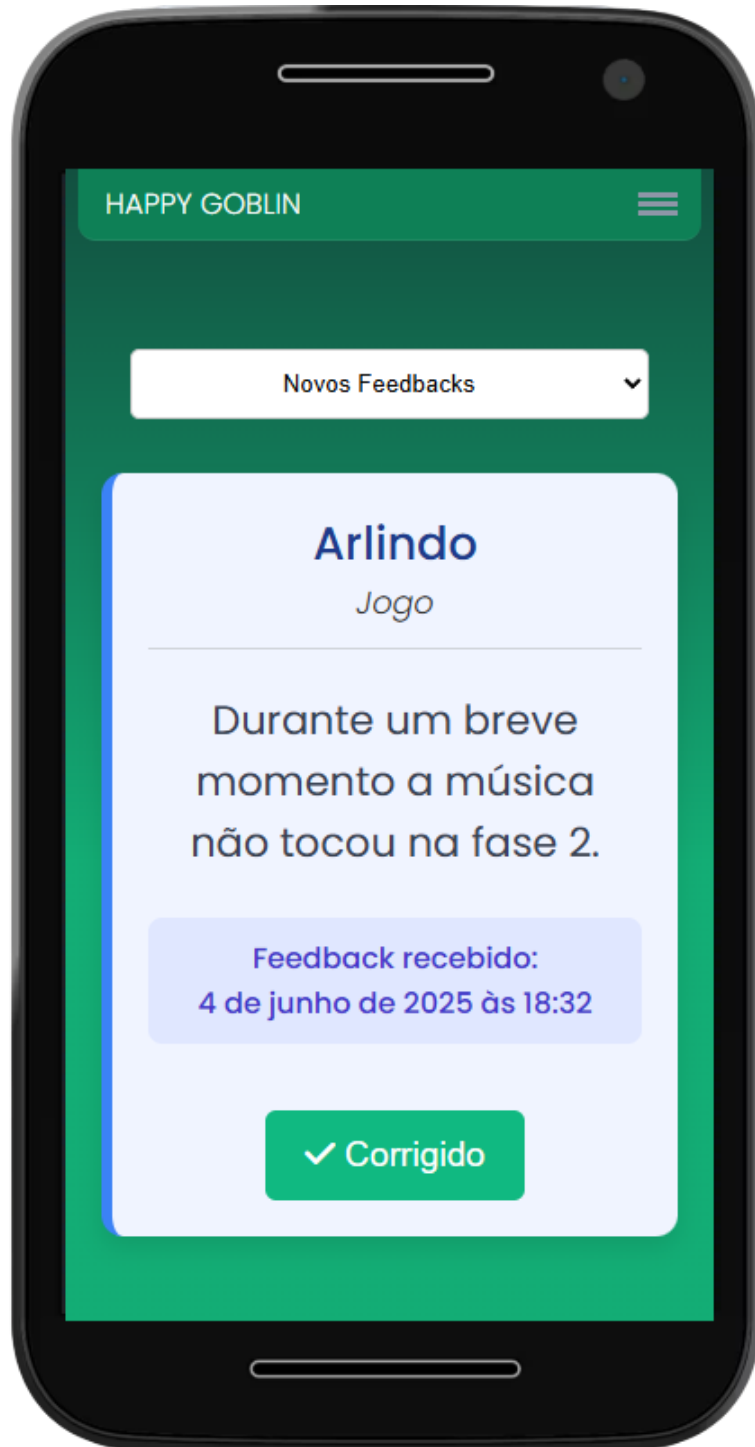 HAPPY GOBLIN
Novos Feedbacks
Arlindo
Jogo
Durante um breve
momento a música
não tocou na fase 2.
Feedback recebido:
4 de junho de 2025 às 18:32
Corrigido